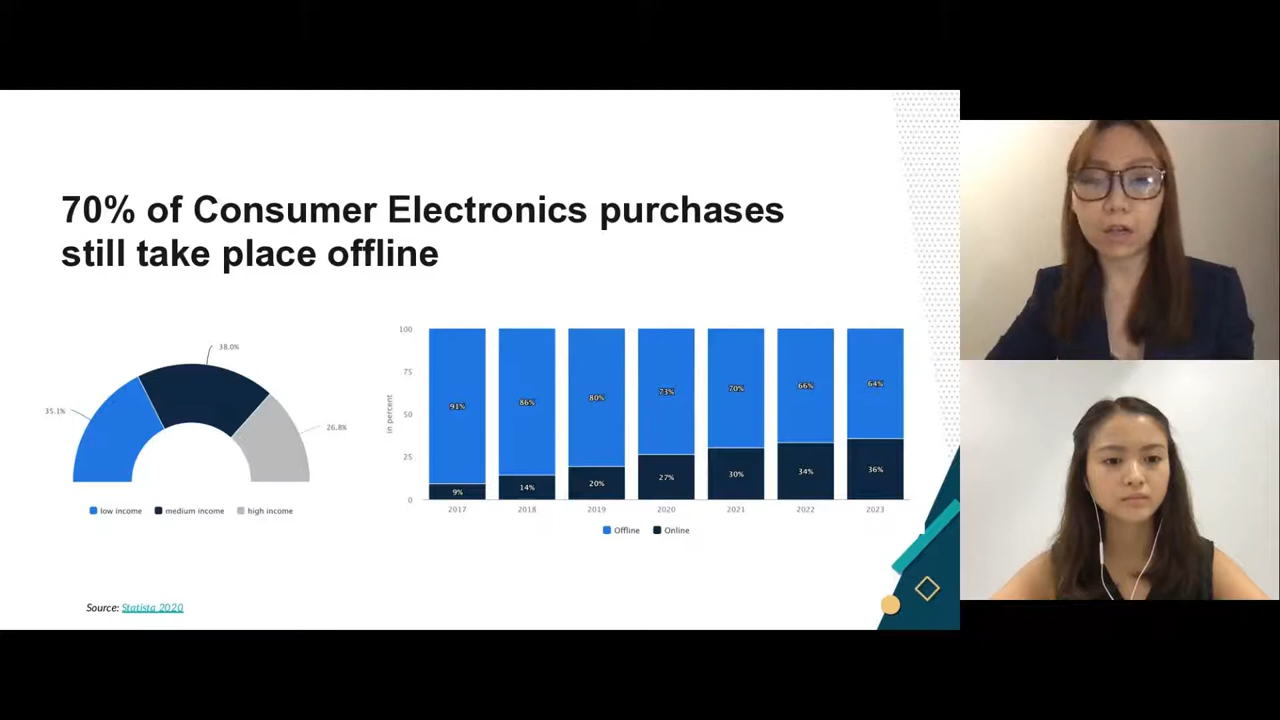 70% of Consumer Electronics purchases
still take place offline
38.0%
35.1%
26.8%
low income medium income high income
in percent
100
75
50
25
0
91% 86% 80% 73% 70% 66% 64%
9% 14% 20% 27% 30% 34% 36%
2017 2018 2019 2020 2021 2022 2023
Offline Online
Source: Statista 2020